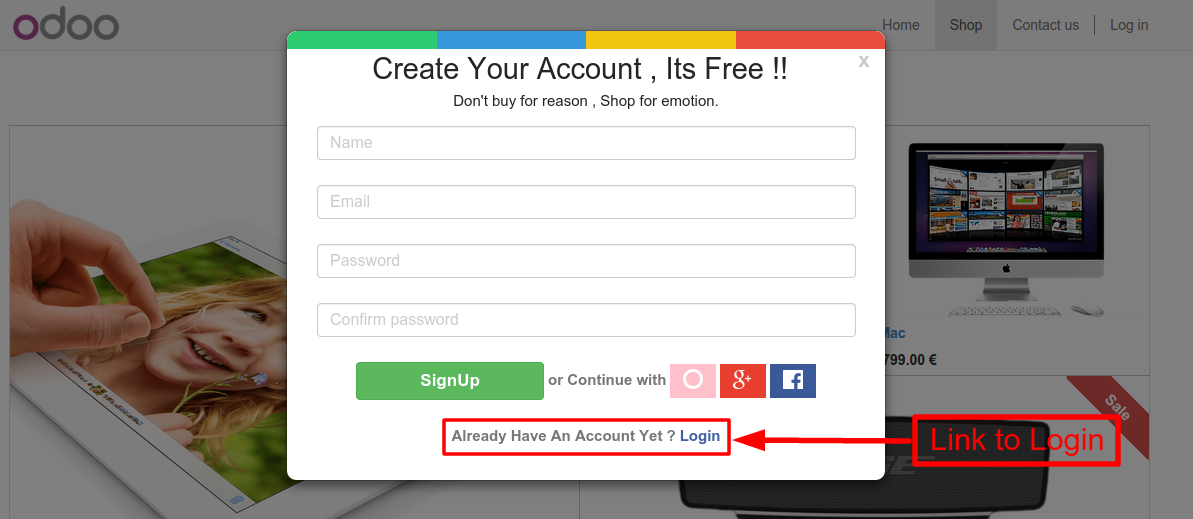 odoo
Home Shop Contact us Log in
x
Create Your Account , Its Free !!
Don't buy for reason , Shop for emotion.
Name
Email
Password
Confirm password
SignUp or Continue with g+ f
Already Have An Account Yet ? Login
Link to Login
Mac
799.00 €
Sale